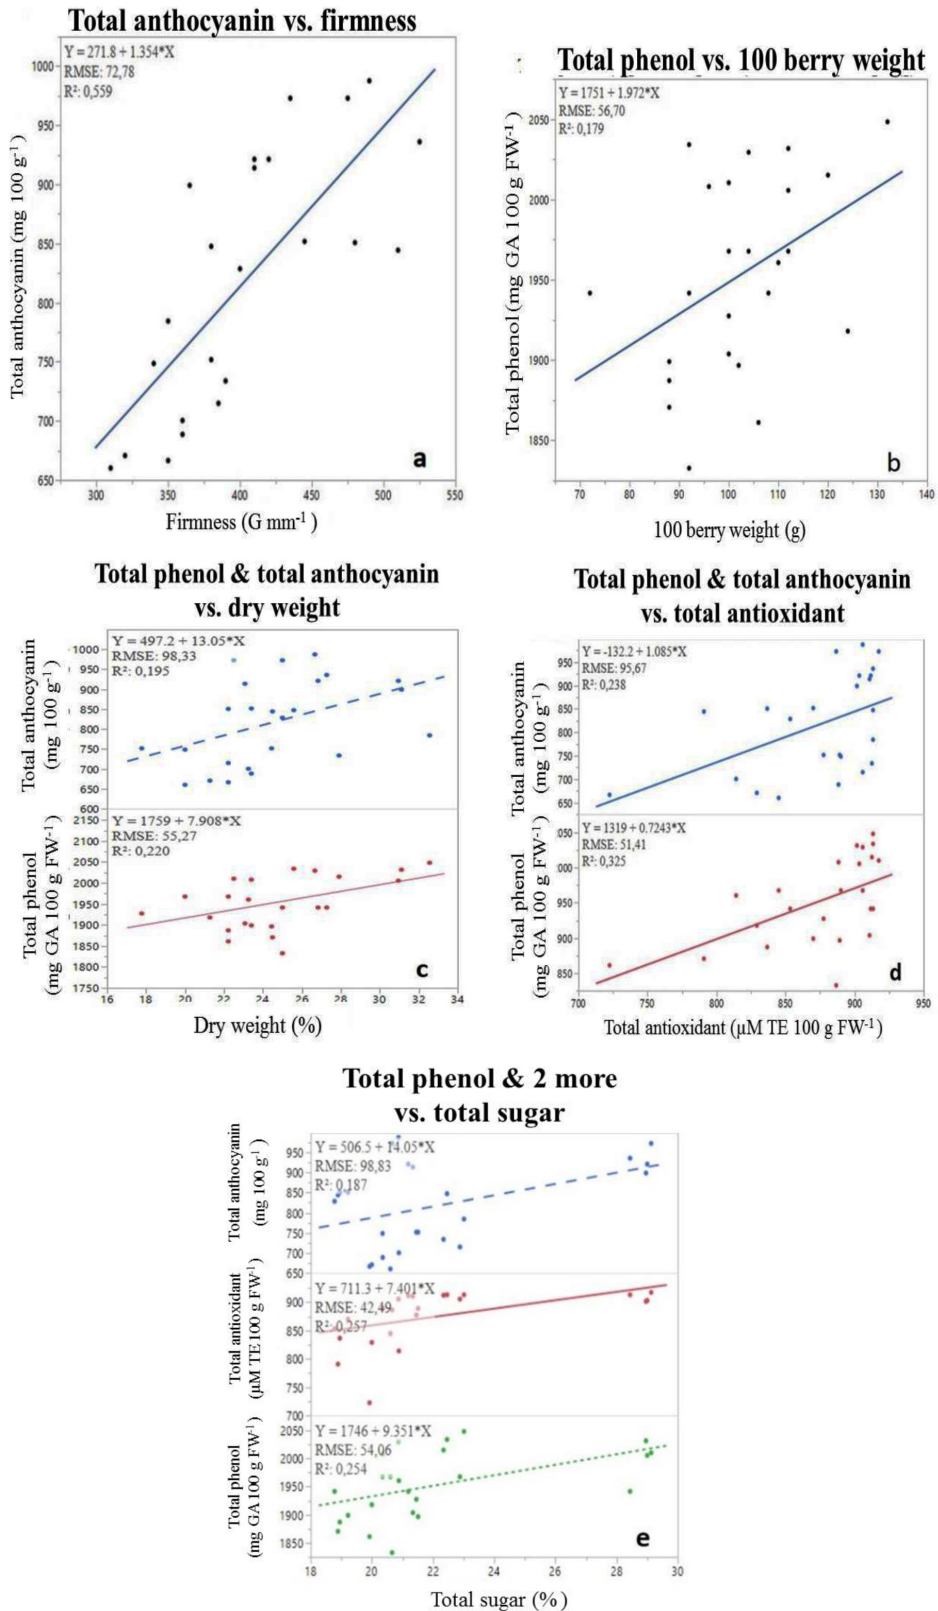 Total anthocyanin vs. firmness
Y = 271.8 + 1.354*X
RMSE: 72,78
R²: 0,559
1000
950
900
850
800
750
700
650
Total anthocyanin (mg 100 g⁻¹)
a
300 350 400 450 500 550
Firmness (G mm⁻¹)
Total phenol vs. 100 berry weight
Y = 1751 + 1.972*X
RMSE: 56,70
R²: 0,179
2050
2000
1950
1900
1850
Total phenol (mg GA 100 g FW⁻¹)
b
70 80 90 100 110 120 130 140
100 berry weight (g)
Total phenol & total anthocyanin
vs. dry weight
Y = 497.2 + 13.05*X
RMSE: 98,33
R²: 0,195
1000
950
900
850
800
750
700
650
600
Total anthocyanin
(mg 100 g⁻¹)
Y = 1759 + 7.908*X
RMSE: 55,27
R²: 0,220
2150
2100
2050
2000
1950
1900
1850
1800
1750
Total phenol
(mg GA 100 g FW⁻¹)
c
16 18 20 22 24 26 28 30 32 34
Dry weight (%)
Total phenol & total anthocyanin
vs. total antioxidant
Y = -132.2 + 1.085*X
RMSE: 95,67
R²: 0,238
950
900
850
800
750
700
650
Total anthocyanin
(mg 100 g⁻¹)
Y = 1319 + 0.7243*X
RMSE: 51,41
R²: 0,325
050
000
950
900
850
Total phenol
(mg GA 100 g FW⁻¹)
d
700 750 800 850 900 950
Total antioxidant (µM TE 100 g FW⁻¹)
Total phenol & 2 more
vs. total sugar
Y = 506.5 + 14.05*X
RMSE: 98,83
R²: 0,187
950
900
850
800
750
700
650
Total anthocyanin
(mg 100 g⁻¹)
Y = 711.3 + 7.401*X
RMSE: 42,49
R²: 0,257
900
850
800
750
700
Total antioxidant
(µM TE 100 g FW⁻¹)
Y = 1746 + 9.351*X
RMSE: 54,06
R²: 0,254
2050
2000
1950
1900
1850
Total phenol
(mg GA 100 g FW⁻¹)
e
18 20 22 24 26 28 30
Total sugar (%)